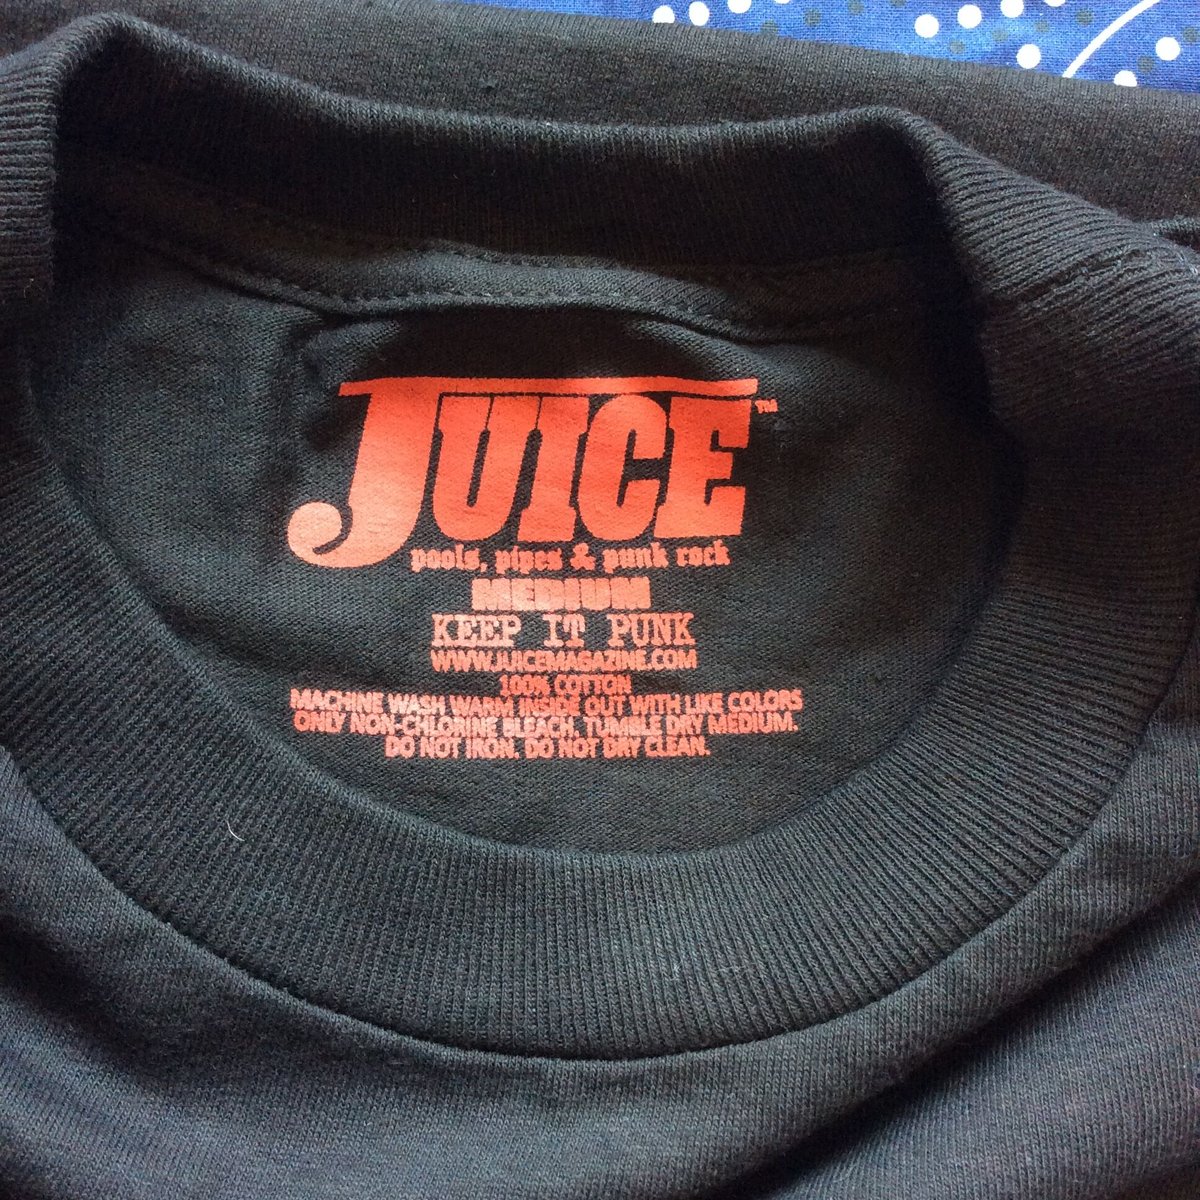 JUICE™
pools, pipes & punk rock
MEDIUM
KEEP IT PUNK
WWW.JUICEMAGAZINE.COM
100% COTTON
MACHINE WASH WARM INSIDE OUT WITH LIKE COLORS
ONLY NON-CHLORINE BLEACH. TUMBLE DRY MEDIUM.
DO NOT IRON. DO NOT DRY CLEAN.